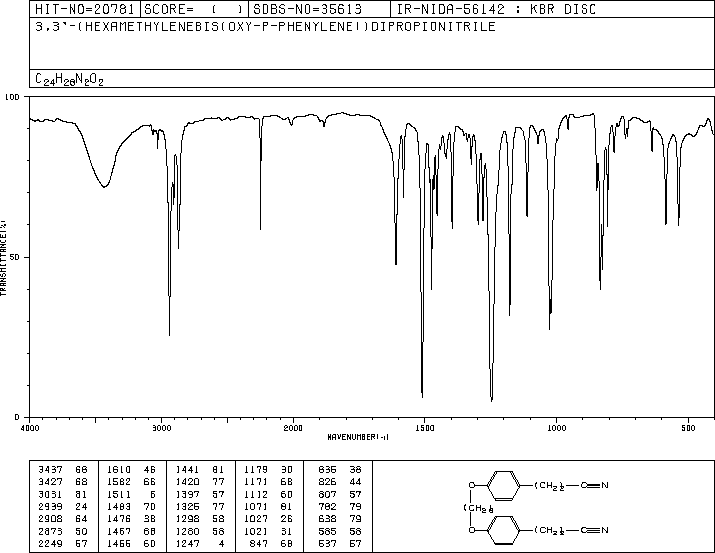 HIT-NO=20781 SCORE= ( ) SDBS-NO=35613 IR-NIDA-56142 : KBR DISC
3,3'-(HEXAMETHYLENEBIS(OXY-P-PHENYLENE))DIPROPIONITRILE
C24H28N2O2
100
50
0
TRANSMITTANCE(%)
4000 3000 2000 1500 1000 500
WAVENUMBER(-1)
3437 68 1610 46 1441 81 1179 30 835 38
3427 68 1582 66 1420 77 1171 68 826 44
3031 81 1511 5 1397 57 1112 60 807 57
2939 24 1483 70 1325 77 1071 81 782 79
2908 64 1476 38 1298 58 1027 26 638 79
2873 50 1467 68 1280 58 1021 31 585 58
2249 57 1455 60 1247 4 847 68 537 57
O (CH2)2 C≡N
(CH2)6
O (CH2)2 C≡N